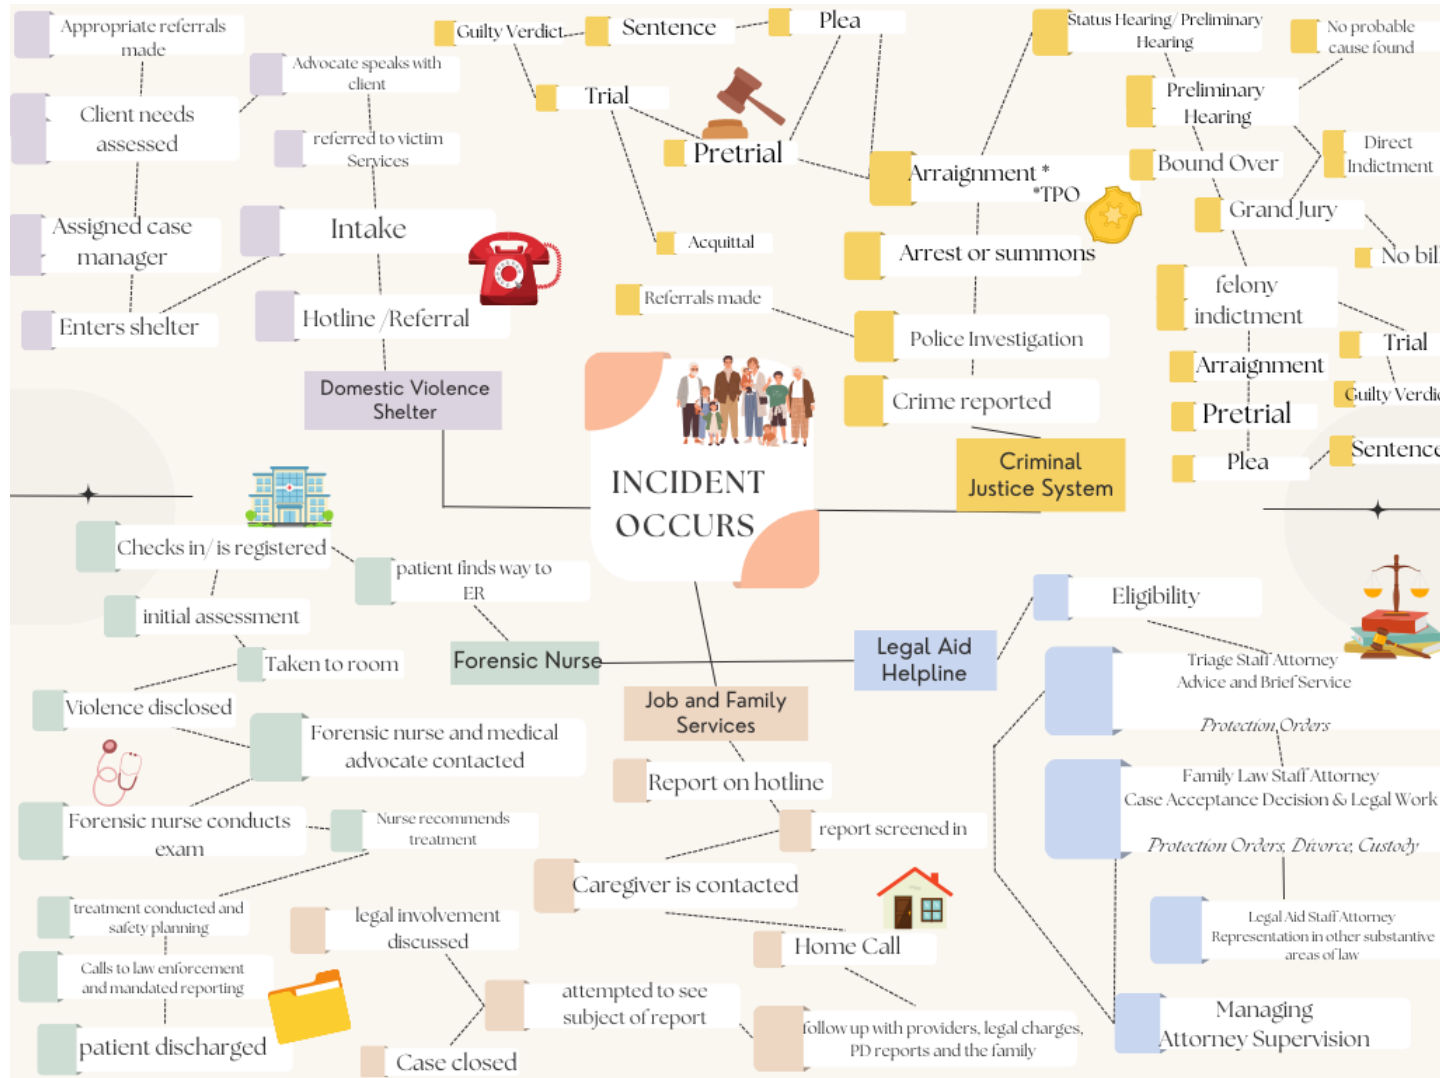 Appropriate referrals
made
Advocate speaks with
client
Client needs
assessed
referred to victim
Services
Assigned case
manager
Intake
Enters shelter
Hotline /Referral
Domestic Violence
Shelter
Guilty Verdict
Sentence
Plea
Trial
Pretrial
Acquittal
Referrals made
Status Hearing/ Preliminary
Hearing
No probable
cause found
Preliminary
Hearing
Direct
Indictment
Bound Over
Arraignment *
*TPO
Grand Jury
Arrest or summons
No bill
felony
indictment
Police Investigation
Trial
Arraignment
Crime reported
Guilty Verdic
Pretrial
Sentence
Plea
Criminal
Justice System
INCIDENT
OCCURS
Checks in/ is registered
patient finds way to
ER
initial assessment
Forensic Nurse
Taken to room
Violence disclosed
Forensic nurse and medical
advocate contacted
Forensic nurse conducts
exam
Nurse recommends
treatment
treatment conducted and
safety planning
Calls to law enforcement
and mandated reporting
patient discharged
Job and Family
Services
Report on hotline
report screened in
Caregiver is contacted
Home Call
legal involvement
discussed
attempted to see
subject of report
follow up with providers, legal charges,
PD reports and the family
Case closed
Legal Aid
Helpline
Eligibility
Triage Staff Attorney
Advice and Brief Service
Protection Orders
Family Law Staff Attorney
Case Acceptance Decision & Legal Work
Protection Orders, Divorce, Custody
Legal Aid Staff Attorney
Representation in other substantive
areas of law
Managing
Attorney Supervision